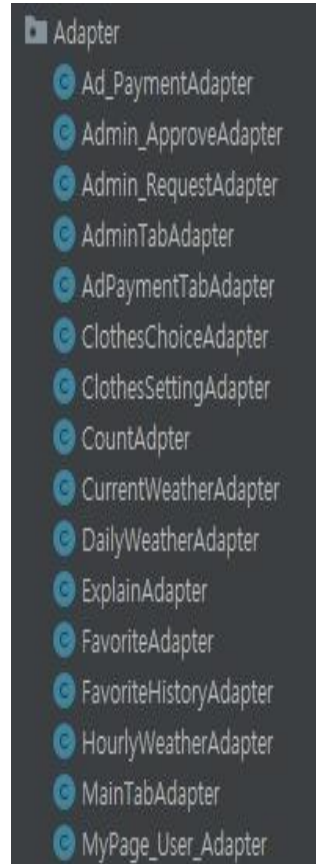 Adapter
Ad_PaymentAdapter
Admin_ApproveAdapter
Admin_RequestAdapter
AdminTabAdapter
AdPaymentTabAdapter
ClothesChoiceAdapter
ClothesSettingAdapter
CountAdpter
CurrentWeatherAdapter
DailyWeatherAdapter
ExplainAdapter
FavoriteAdapter
FavoriteHistoryAdapter
HourlyWeatherAdapter
MainTabAdapter
MyPage_User_Adapter